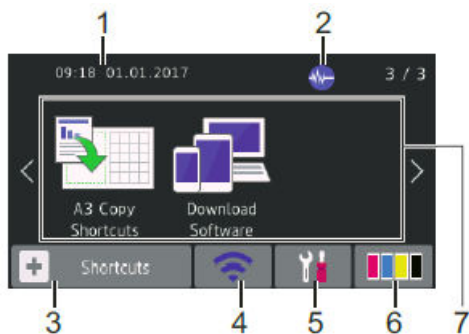 1 2
09:18 01.01.2017 3 / 3
A3 Copy Download
Shortcuts Software
+ Shortcuts
3 4 5 6 7